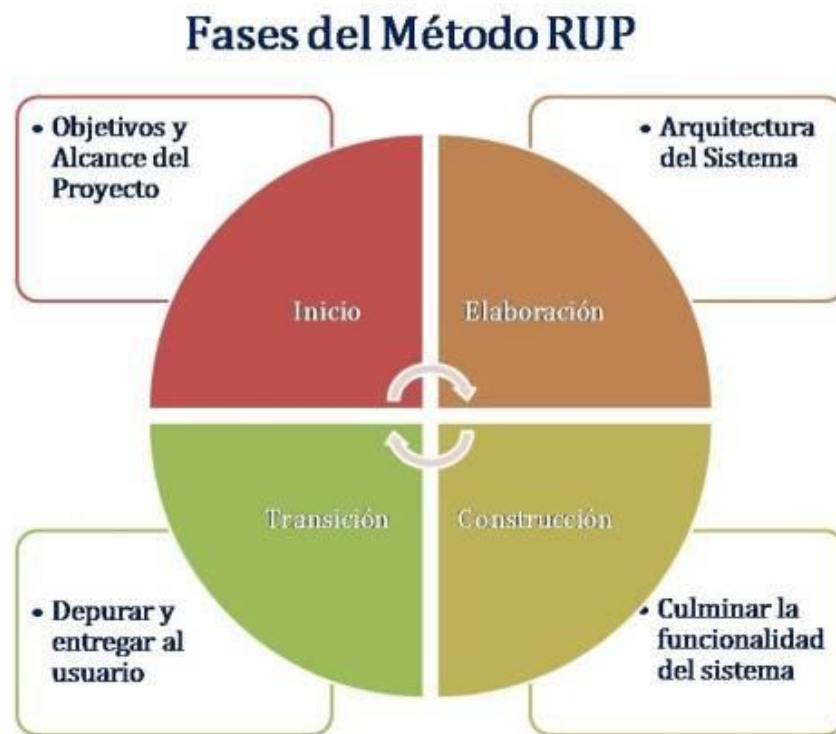 Fases del Método RUP
• Objetivos y
Alcance del
Proyecto
• Arquitectura
del Sistema
Inicio
Elaboración
Transición
Construcción
• Depurar y
entregar al
usuario
• Culminar la
funcionalidad
del sistema